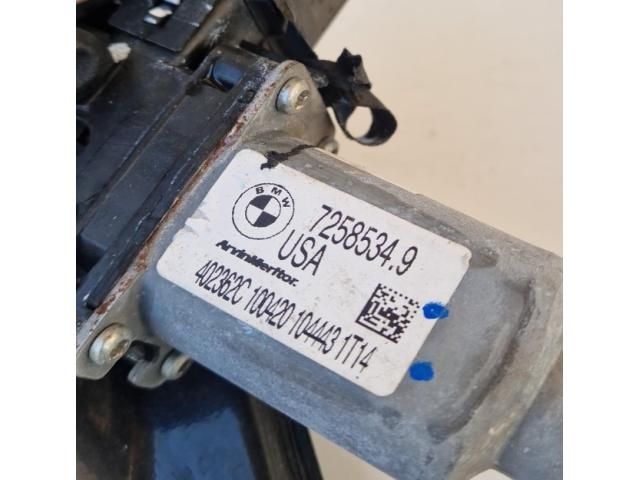 BMW
7258534.9
USA
ArvinMeritor.
402362C 100420 104443 1T14